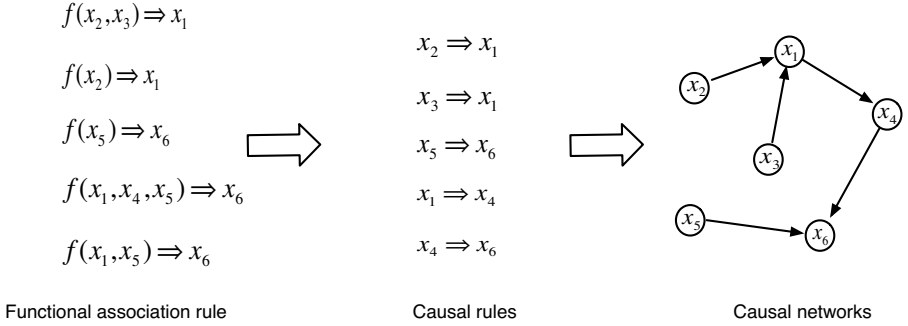 f(x₂,x₃)⇒x₁
f(x₂)⇒x₁
f(x₅)⇒x₆
f(x₁,x₄,x₅)⇒x₆
f(x₁,x₅)⇒x₆
Functional association rule
x₂⇒x₁
x₃⇒x₁
x₅⇒x₆
x₁⇒x₄
x₄⇒x₆
Causal rules
x₁
x₂
x₄
x₃
x₅
x₆
Causal networks